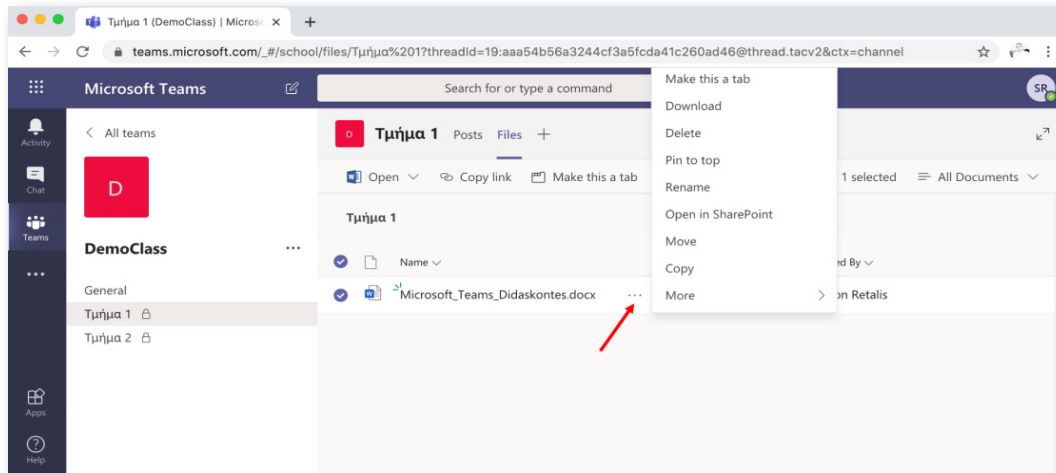 Τμήμα 1 (DemoClass) | Micros
teams.microsoft.com/_#/school/files/Τμήμα%201?threadId=19:aaa54b56a3244cf3a5fcda41c260ad46@thread.tacv2&ctx=channel
Microsoft Teams
Search for or type a command
SR
Activity
Chat
Teams
Apps
Help
All teams
D
DemoClass
General
Τμήμα 1
Τμήμα 2
D Τμήμα 1 Posts Files
Open Copy link Make this a tab
1 selected All Documents
Τμήμα 1
Name
ed By
Microsoft_Teams_Didaskontes.docx
on Retalis
Make this a tab
Download
Delete
Pin to top
Rename
Open in SharePoint
Move
Copy
More